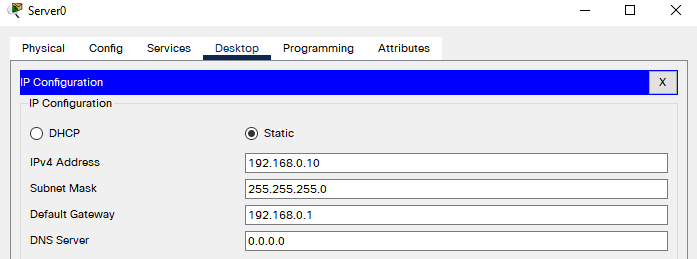 Server0
Physical Config Services Desktop Programming Attributes
IP Configuration X
IP Configuration
DHCP Static
IPv4 Address 192.168.0.10
Subnet Mask 255.255.255.0
Default Gateway 192.168.0.1
DNS Server 0.0.0.0